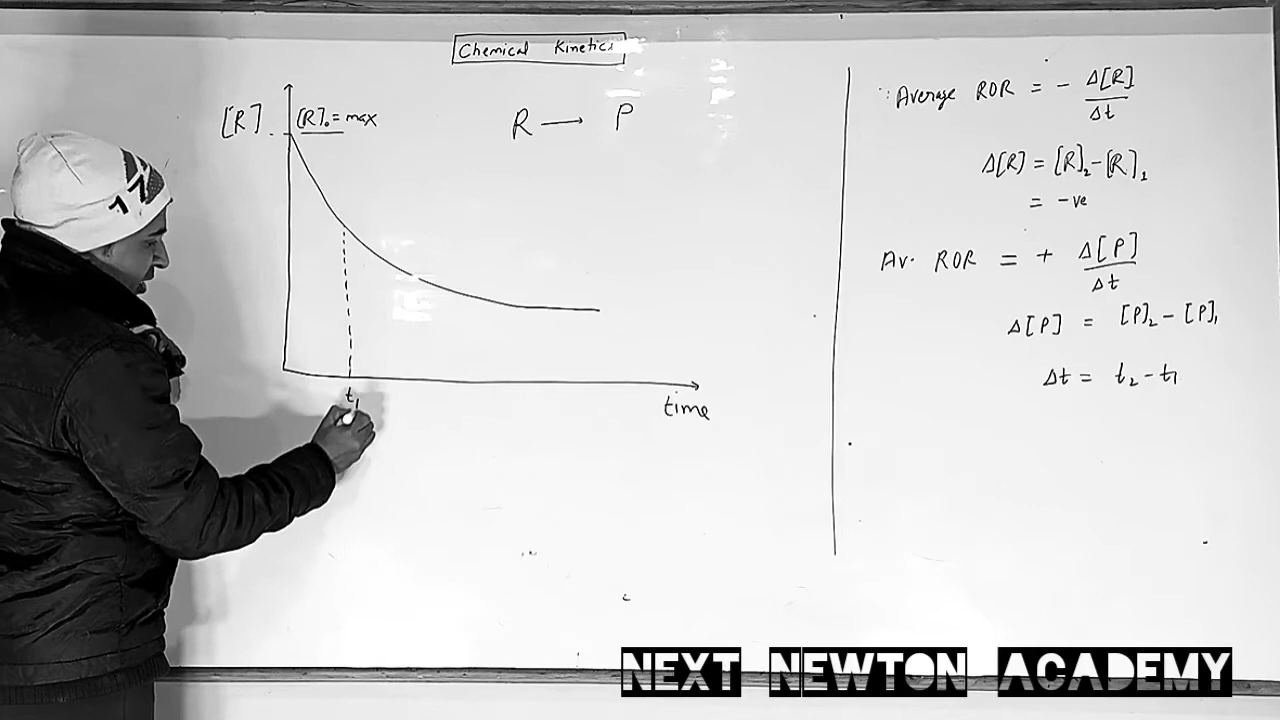 Chemical Kinetics
[R]
[R]₀ = max
R ⟶ P
t₁
time
∵ Average ROR = - Δ[R]/Δt
Δ[R] = [R]₂-[R]₁
= -ve
Av. ROR = + Δ[P]/Δt
Δ[P] = [P]₂ - [P]₁
Δt = t₂ - t₁
17
NEXT NEWTON ACADEMY